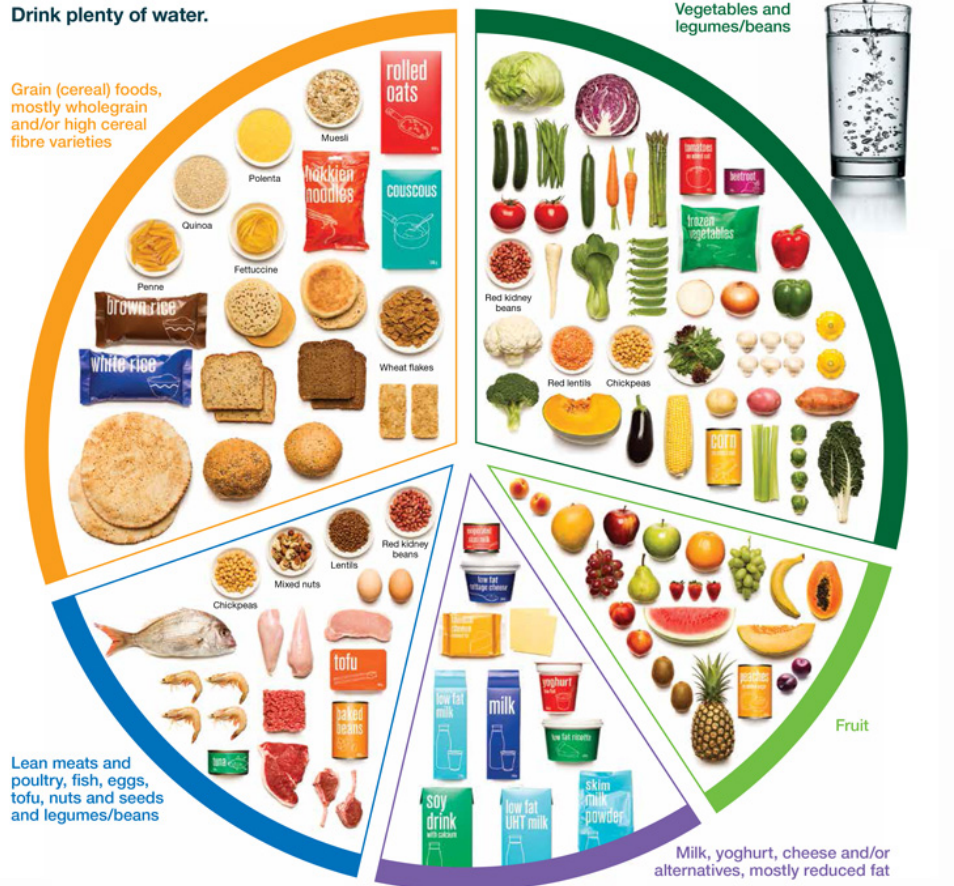 Drink plenty of water.
Vegetables and
legumes/beans
Grain (cereal) foods,
mostly wholegrain
and/or high cereal
fibre varieties
rolled
oats
Muesli
Polenta
hokkien
noodles
couscous
Quinoa
Fettuccine
Penne
brown rice
white rice
Wheat flakes
tomatoes
beetroot
frozen
vegetables
Red kidney
beans
Red lentils
Chickpeas
corn
Red kidney
beans
Lentils
Mixed nuts
Chickpeas
tofu
baked
beans
tuna
Lean meats and
poultry, fish, eggs,
tofu, nuts and seeds
and legumes/beans
low fat
cottage cheese
cheese
yoghurt
low fat
low fat
milk
milk
low fat ricotta
soy
drink
with calcium
low fat
UHT milk
skim
milk
powder
Milk, yoghurt, cheese and/or
alternatives, mostly reduced fat
peaches
Fruit